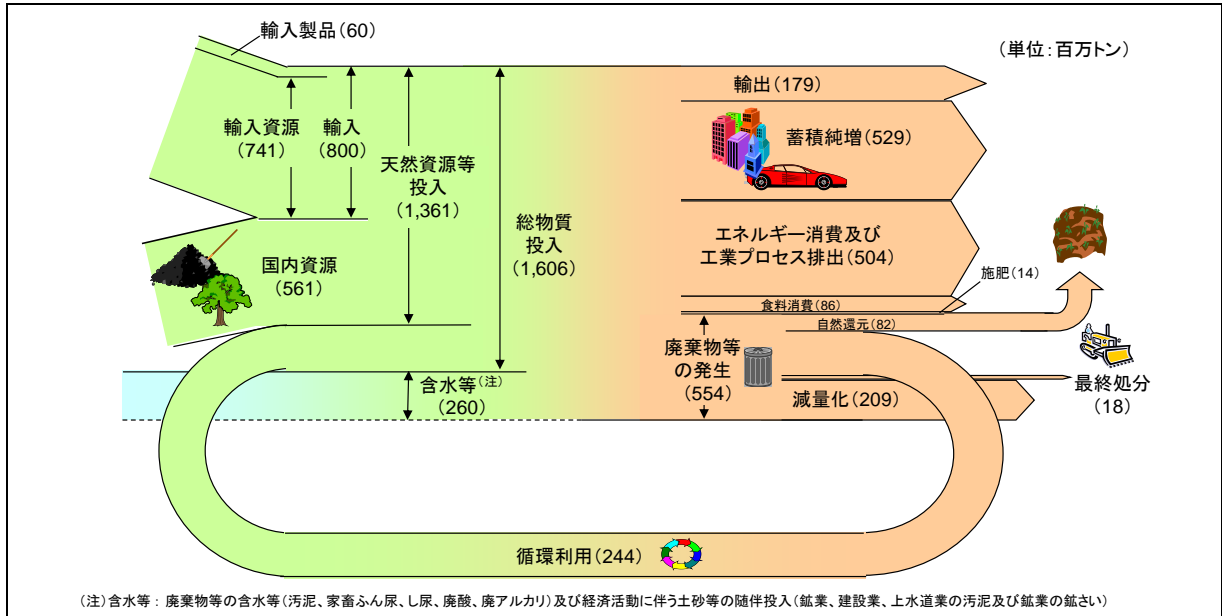 輸入製品(60)
(単位:百万トン)
輸出(179)
輸入資源
(741)
輸入
(800)
蓄積純増(529)
天然資源等
投入
(1,361)
総物質
投入
(1,606)
エネルギー消費及び
工業プロセス排出(504)
国内資源
(561)
施肥(14)
食料消費(86)
自然還元(82)
廃棄物等
の発生
(554)
含水等(注)
(260)
減量化(209)
最終処分
(18)
循環利用(244)
(注)含水等:廃棄物等の含水等(汚泥、家畜ふん尿、し尿、廃酸、廃アルカリ)及び経済活動に伴う土砂等の随伴投入(鉱業、建設業、上水道業の汚泥及び鉱業の鉱さい)